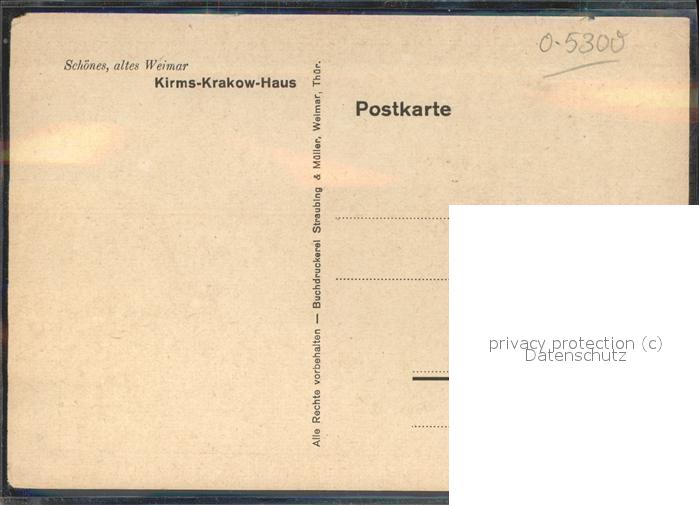 Schönes, altes Weimar
Kirms-Krakow-Haus
Alle Rechte vorbehalten — Buchdruckerei Straubing & Müller, Weimar, Thür.
0-5300
Postkarte
privacy protection (c)
Datenschutz